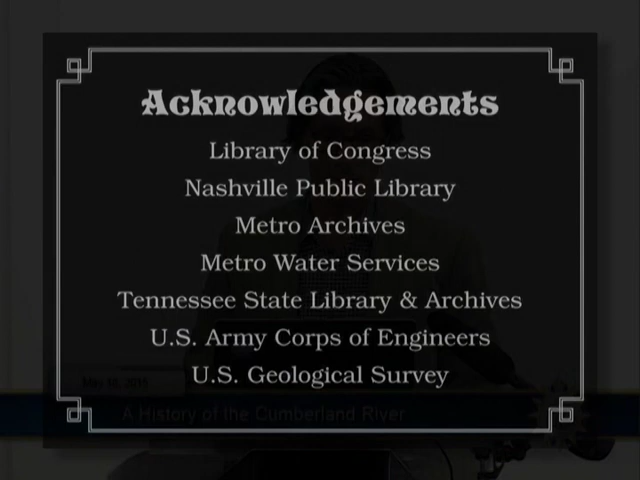 Acknowledgements
Library of Congress
Nashville Public Library
Metro Archives
Metro Water Services
Tennessee State Library & Archives
U.S. Army Corps of Engineers
U.S. Geological Survey
A History of the Cumberland River